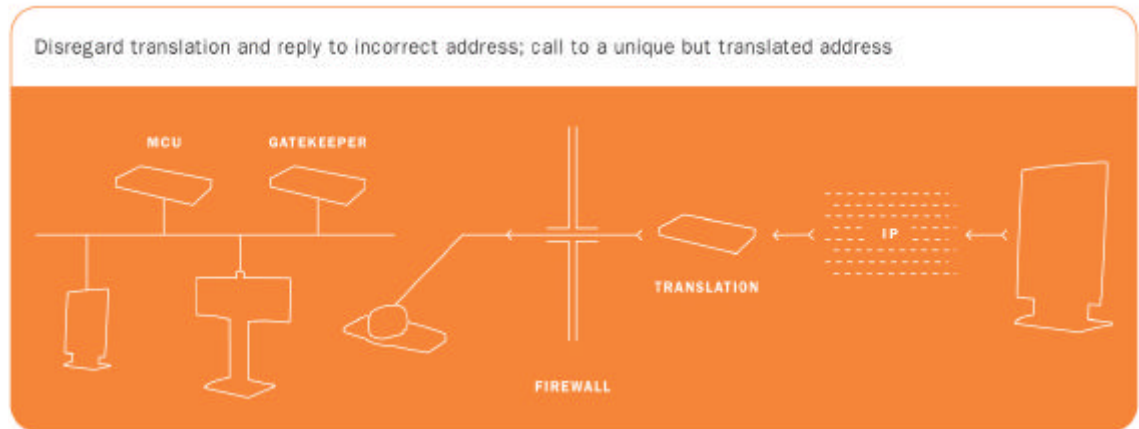 Disregard translation and reply to incorrect address; call to a unique but translated address
MCU
GATEKEEPER
IP
TRANSLATION
FIREWALL